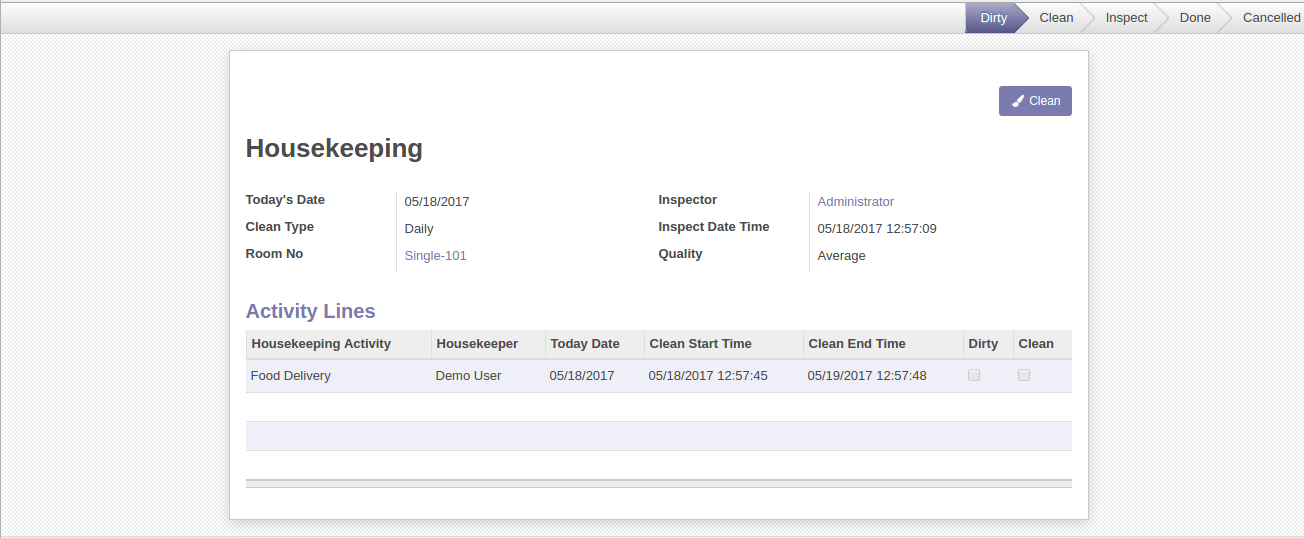 Dirty Clean Inspect Done Cancelled
Clean
Housekeeping
Today's Date 05/18/2017 Inspector Administrator
Clean Type Daily Inspect Date Time 05/18/2017 12:57:09
Room No Single-101 Quality Average
Activity Lines
Housekeeping Activity Housekeeper Today Date Clean Start Time Clean End Time Dirty Clean
Food Delivery Demo User 05/18/2017 05/18/2017 12:57:45 05/19/2017 12:57:48